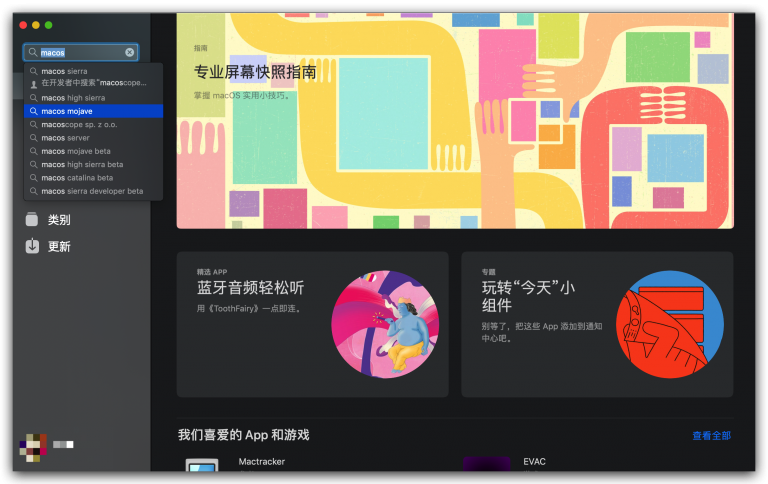 macos
macos sierra
在开发者中搜索“macoscope...
macos high sierra
macos mojave
macoscope sp. z o.o.
macos server
macos mojave beta
macos high sierra beta
macos catalina beta
macos sierra developer beta
类别
更新
指南
专业屏幕快照指南
掌握 macOS 实用小技巧。
精选 APP
蓝牙音频轻松听
用《ToothFairy》一点即连。
专题
玩转“今天”小
组件
别等了，把这些 App 添加到通知
中心吧。
我们喜爱的 App 和游戏
查看全部
Mactracker
EVAC